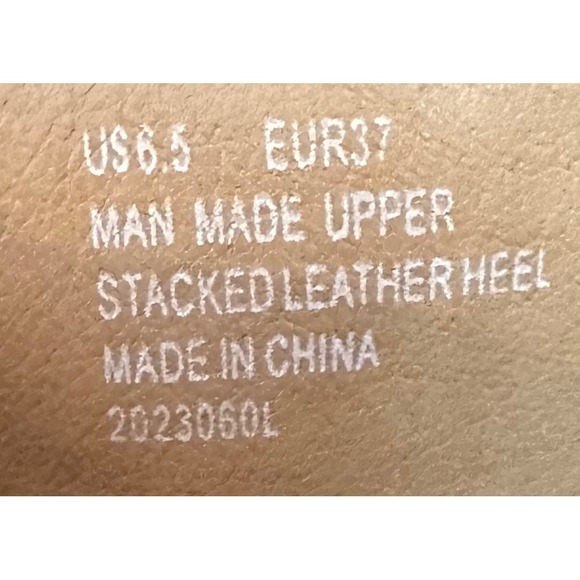 US6.5 EUR37
MAN MADE UPPER
STACKED LEATHER HEEL
MADE IN CHINA
2023060L